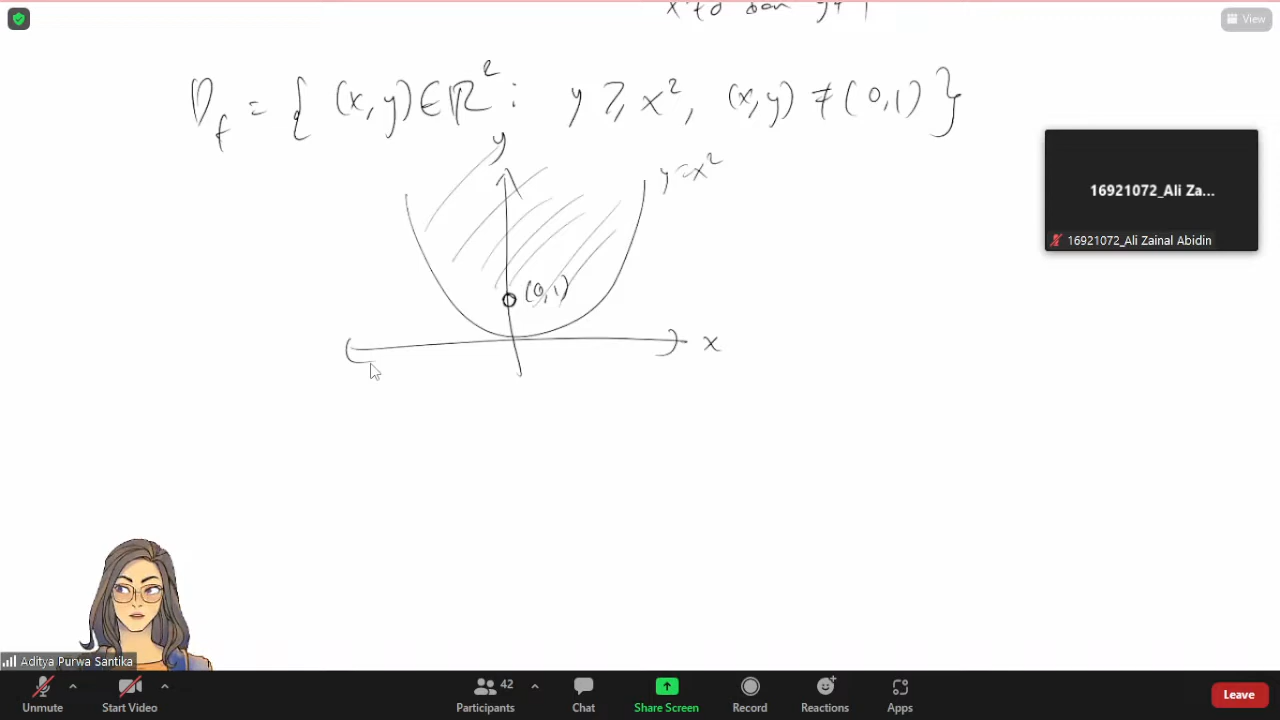 View
x ≠ 0 dan y ≠ 1
D_f = { (x,y) ∈ ℝ² : y ≥ x², (x,y) ≠ (0,1) }
y
y = x²
16921072_Ali Za...
16921072_Ali Zainal Abidin
(0,1)
x
Aditya Purwa Santika
42
Unmute
Start Video
Participants
Chat
Share Screen
Record
Reactions
Apps
Leave